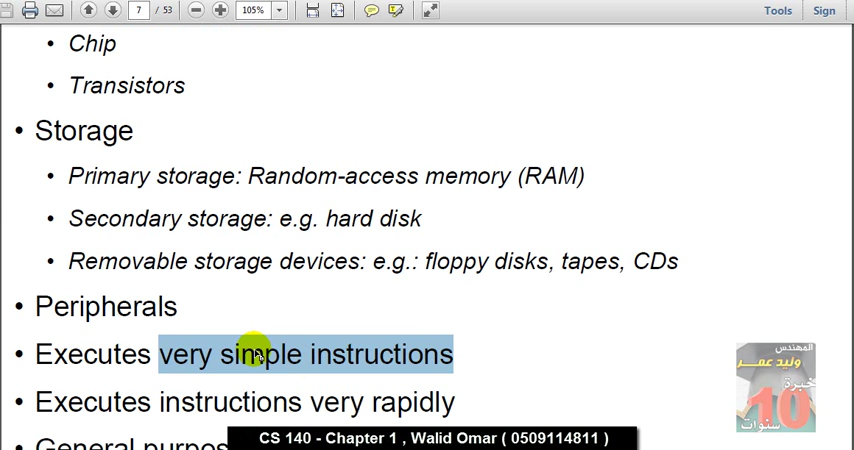 7 / 53 105% Tools Sign
• Chip
• Transistors
• Storage
• Primary storage: Random-access memory (RAM)
• Secondary storage: e.g. hard disk
• Removable storage devices: e.g.: floppy disks, tapes, CDs
• Peripherals
• Executes very simple instructions
• Executes instructions very rapidly
المهندس
وليد عمر
خبرة
10
سنوات
• General purpos
CS 140 - Chapter 1 , Walid Omar ( 0509114811 )